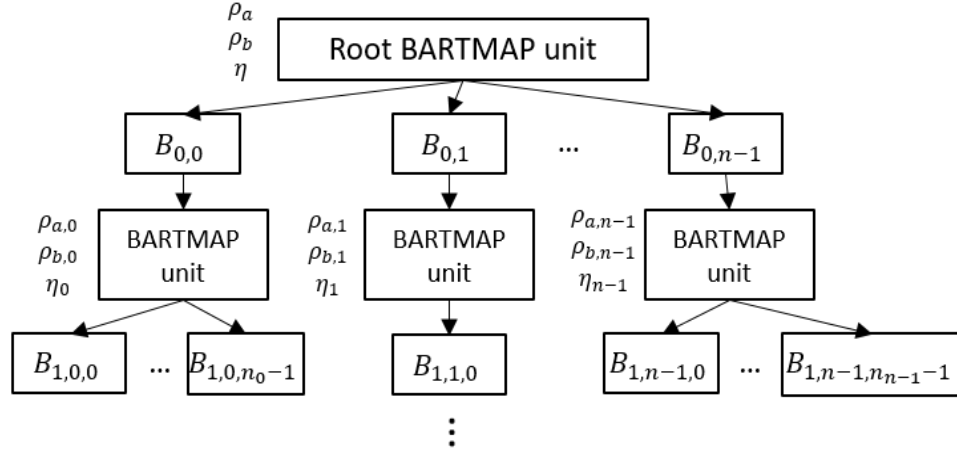 ρ_a
ρ_b
η
Root BARTMAP unit
B_{0,0}
B_{0,1}
...
B_{0,n−1}
ρ_{a,0}
ρ_{b,0}
η_0
BARTMAP
unit
ρ_{a,1}
ρ_{b,1}
η_1
BARTMAP
unit
ρ_{a,n−1}
ρ_{b,n−1}
η_{n−1}
BARTMAP
unit
B_{1,0,0}
...
B_{1,0,n_0−1}
B_{1,1,0}
B_{1,n−1,0}
...
B_{1,n−1,n_{n−1}−1}
⋮